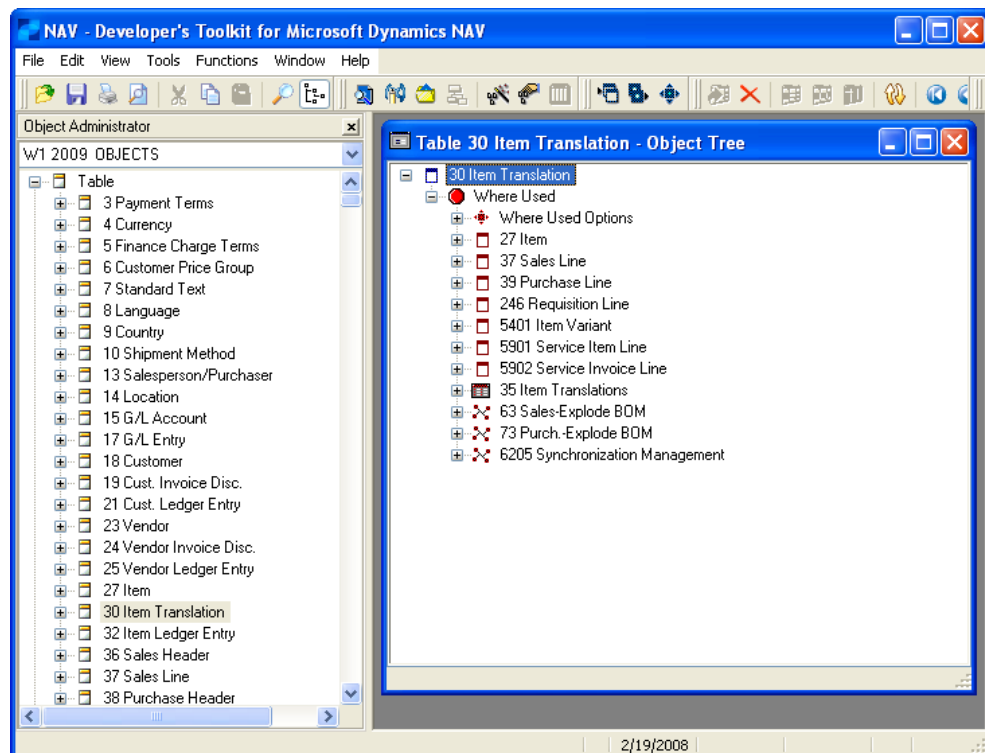 NAV - Developer's Toolkit for Microsoft Dynamics NAV
File Edit View Tools Functions Window Help
Object Administrator
W1 2009 OBJECTS
Table
3 Payment Terms
4 Currency
5 Finance Charge Terms
6 Customer Price Group
7 Standard Text
8 Language
9 Country
10 Shipment Method
13 Salesperson/Purchaser
14 Location
15 G/L Account
17 G/L Entry
18 Customer
19 Cust. Invoice Disc.
21 Cust. Ledger Entry
23 Vendor
24 Vendor Invoice Disc.
25 Vendor Ledger Entry
27 Item
30 Item Translation
32 Item Ledger Entry
36 Sales Header
37 Sales Line
38 Purchase Header
Table 30 Item Translation - Object Tree
30 Item Translation
Where Used
Where Used Options
27 Item
37 Sales Line
39 Purchase Line
246 Requisition Line
5401 Item Variant
5901 Service Item Line
5902 Service Invoice Line
35 Item Translations
63 Sales-Explode BOM
73 Purch.-Explode BOM
6205 Synchronization Management
2/19/2008